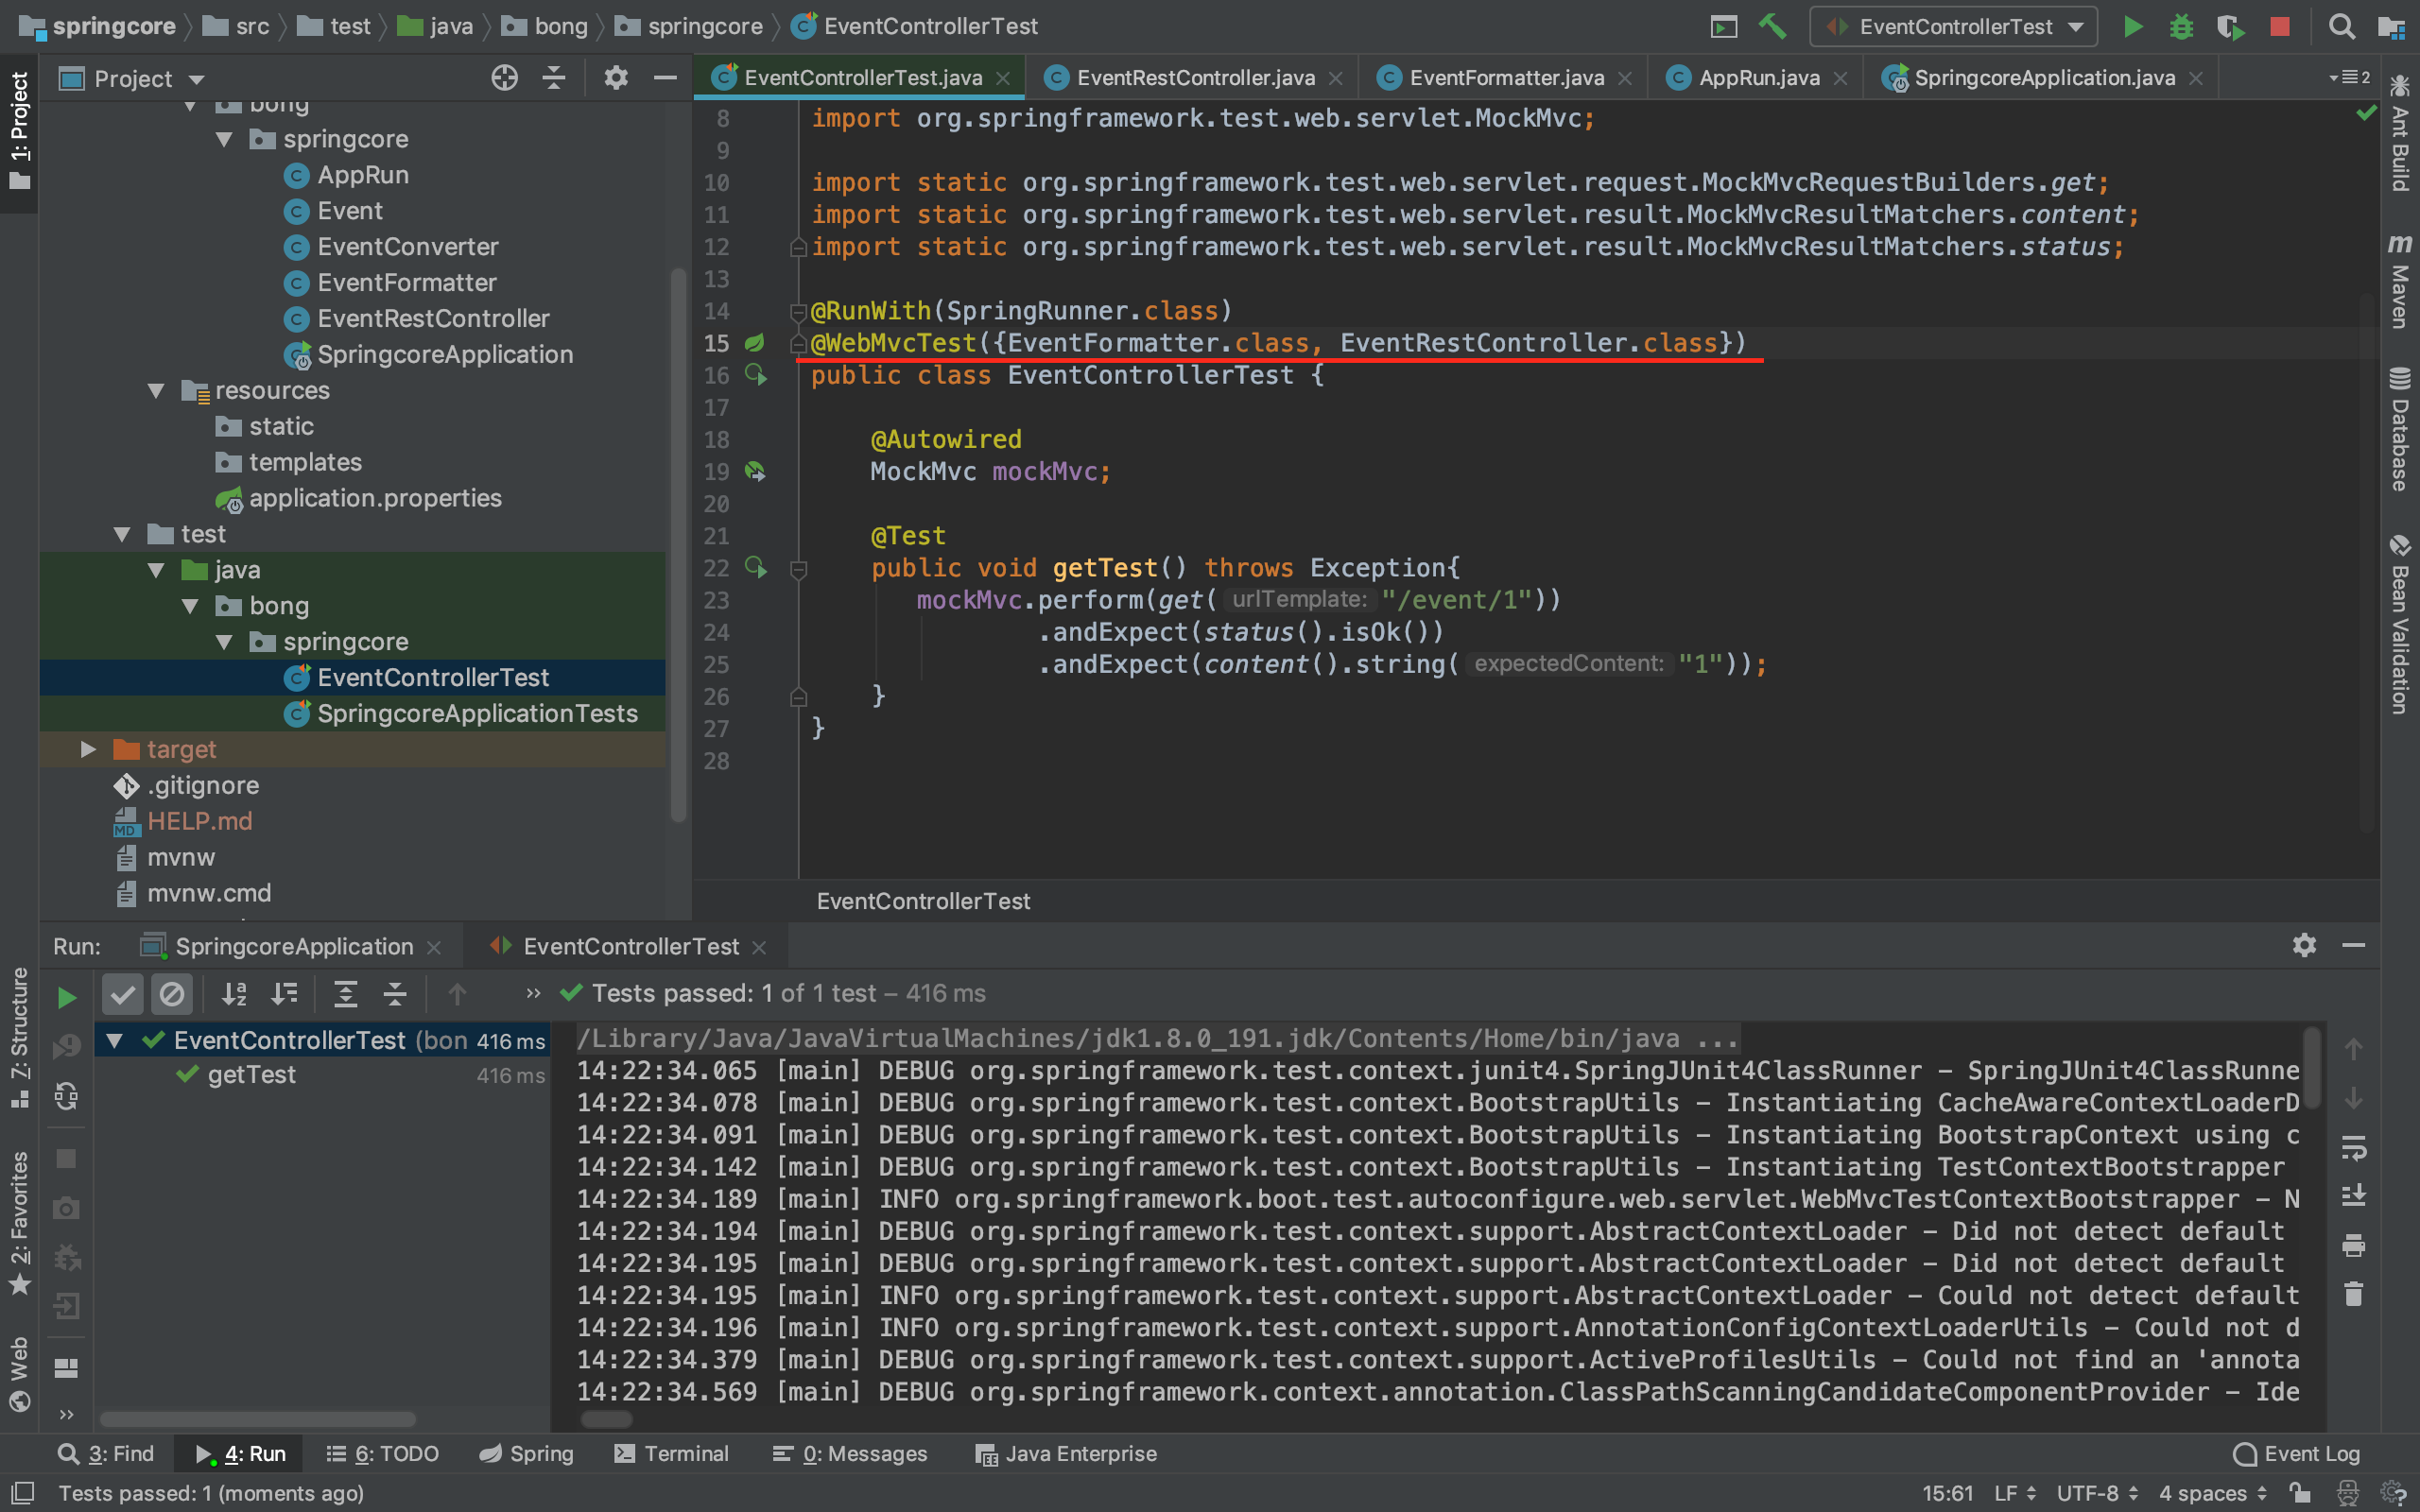 springcore src test java bong springcore EventControllerTest
EventControllerTest
Project
EventControllerTest.java EventRestController.java EventFormatter.java AppRun.java SpringcoreApplication.java 2
1: Project
bong
springcore
AppRun
Event
EventConverter
EventFormatter
EventRestController
SpringcoreApplication
resources
static
templates
application.properties
test
java
bong
springcore
EventControllerTest
SpringcoreApplicationTests
target
.gitignore
HELP.md
mvnw
mvnw.cmd
8 import org.springframework.test.web.servlet.MockMvc;
9
10 import static org.springframework.test.web.servlet.request.MockMvcRequestBuilders.get;
11 import static org.springframework.test.web.servlet.result.MockMvcResultMatchers.content;
12 import static org.springframework.test.web.servlet.result.MockMvcResultMatchers.status;
13
14 @RunWith(SpringRunner.class)
15 @WebMvcTest({EventFormatter.class, EventRestController.class})
16 public class EventControllerTest {
17
18 @Autowired
19 MockMvc mockMvc;
20
21 @Test
22 public void getTest() throws Exception{
23 mockMvc.perform(get( urlTemplate: "/event/1"))
24 .andExpect(status().isOk())
25 .andExpect(content().string( expectedContent: "1"));
26 }
27 }
28
EventControllerTest
Ant Build
m Maven
Database
Bean Validation
Run: SpringcoreApplication EventControllerTest
Tests passed: 1 of 1 test – 416 ms
EventControllerTest (bon 416 ms
getTest 416 ms
/Library/Java/JavaVirtualMachines/jdk1.8.0_191.jdk/Contents/Home/bin/java ...
14:22:34.065 [main] DEBUG org.springframework.test.context.junit4.SpringJUnit4ClassRunner - SpringJUnit4ClassRunne
14:22:34.078 [main] DEBUG org.springframework.test.context.BootstrapUtils - Instantiating CacheAwareContextLoaderD
14:22:34.091 [main] DEBUG org.springframework.test.context.BootstrapUtils - Instantiating BootstrapContext using c
14:22:34.142 [main] DEBUG org.springframework.test.context.BootstrapUtils - Instantiating TestContextBootstrapper
14:22:34.189 [main] INFO org.springframework.boot.test.autoconfigure.web.servlet.WebMvcTestContextBootstrapper - N
14:22:34.194 [main] DEBUG org.springframework.test.context.support.AbstractContextLoader - Did not detect default
14:22:34.195 [main] DEBUG org.springframework.test.context.support.AbstractContextLoader - Did not detect default
14:22:34.195 [main] INFO org.springframework.test.context.support.AbstractContextLoader - Could not detect default
14:22:34.196 [main] INFO org.springframework.test.context.support.AnnotationConfigContextLoaderUtils - Could not d
14:22:34.379 [main] DEBUG org.springframework.test.context.support.ActiveProfilesUtils - Could not find an 'annota
14:22:34.569 [main] DEBUG org.springframework.context.annotation.ClassPathScanningCandidateComponentProvider - Ide
7: Structure
2: Favorites
Web
3: Find 4: Run 6: TODO Spring Terminal 0: Messages Java Enterprise Event Log
Tests passed: 1 (moments ago) 15:61 LF UTF-8 4 spaces